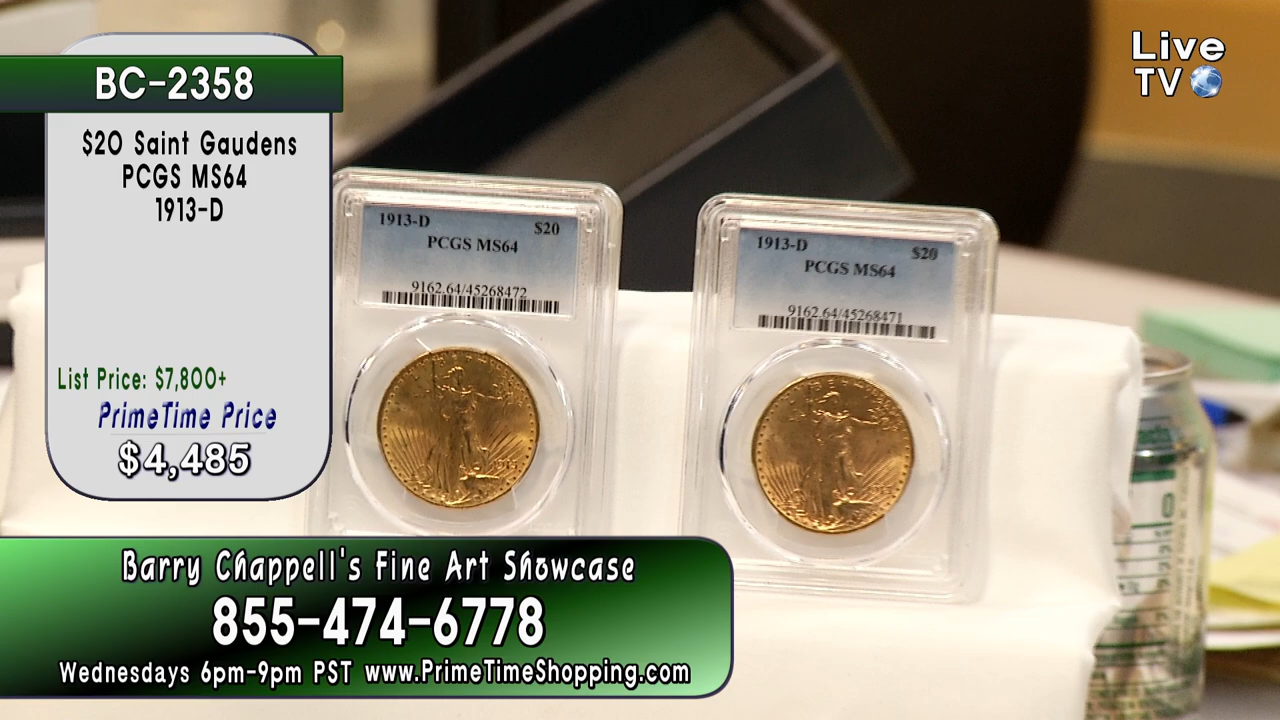 BC-2358
$20 Saint Gaudens
PCGS MS64
1913-D
List Price: $7,800+
PrimeTime Price
$4,485
Live
TV
1913-D $20
PCGS MS64
9162.64/45268472
1913-D $20
PCGS MS64
9162.64/45268471
Barry Chappell's Fine Art Showcase
855-474-6778
Wednesdays 6pm-9pm PST www.PrimeTimeShopping.com